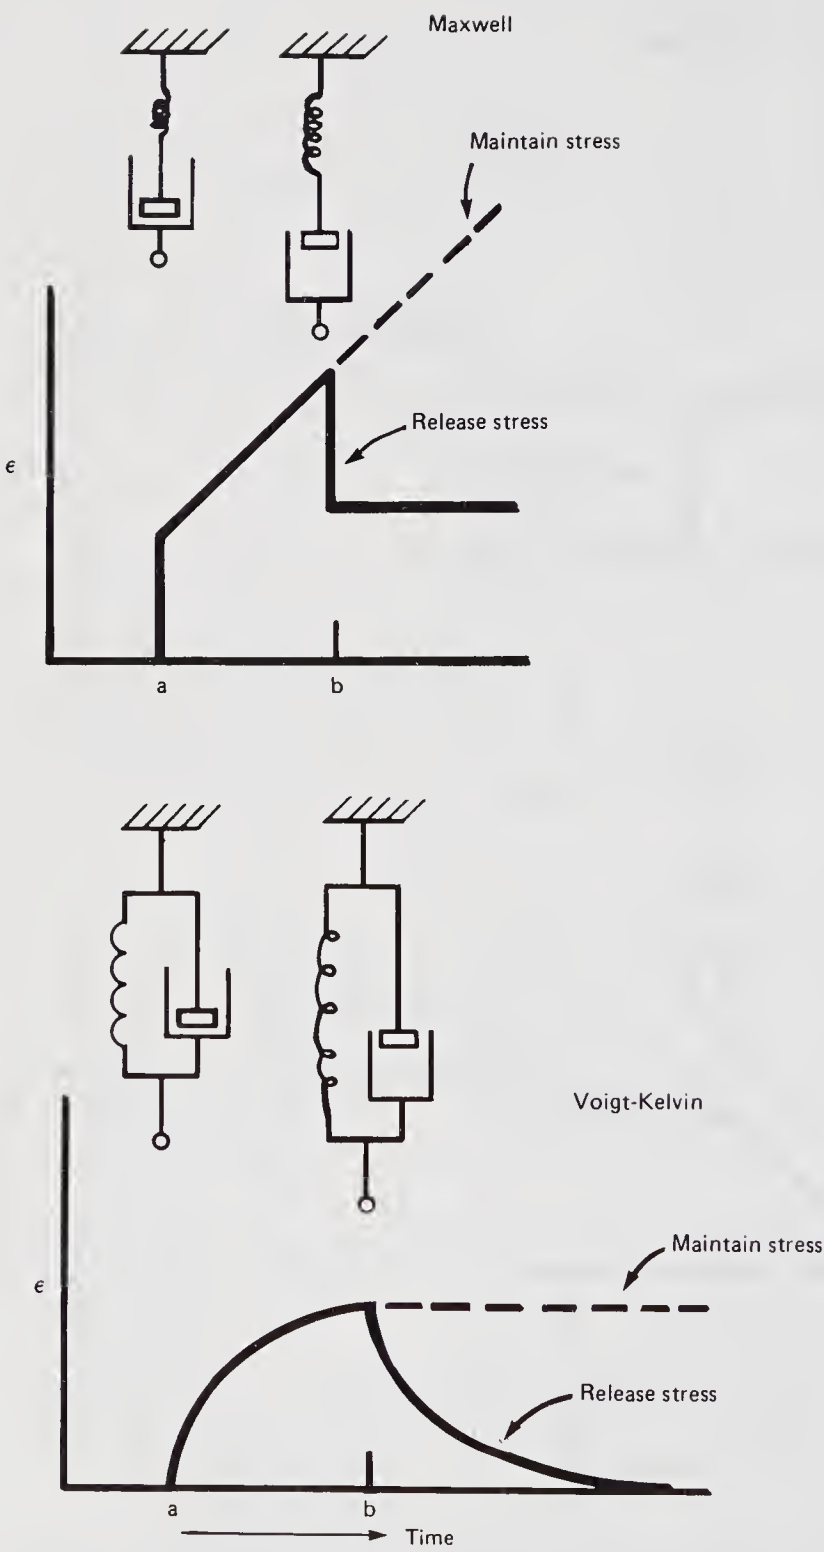 Maxwell
Maintain stress
Release stress
ϵ
a b
Voigt-Kelvin
Maintain stress
ϵ
Release stress
a b
Time